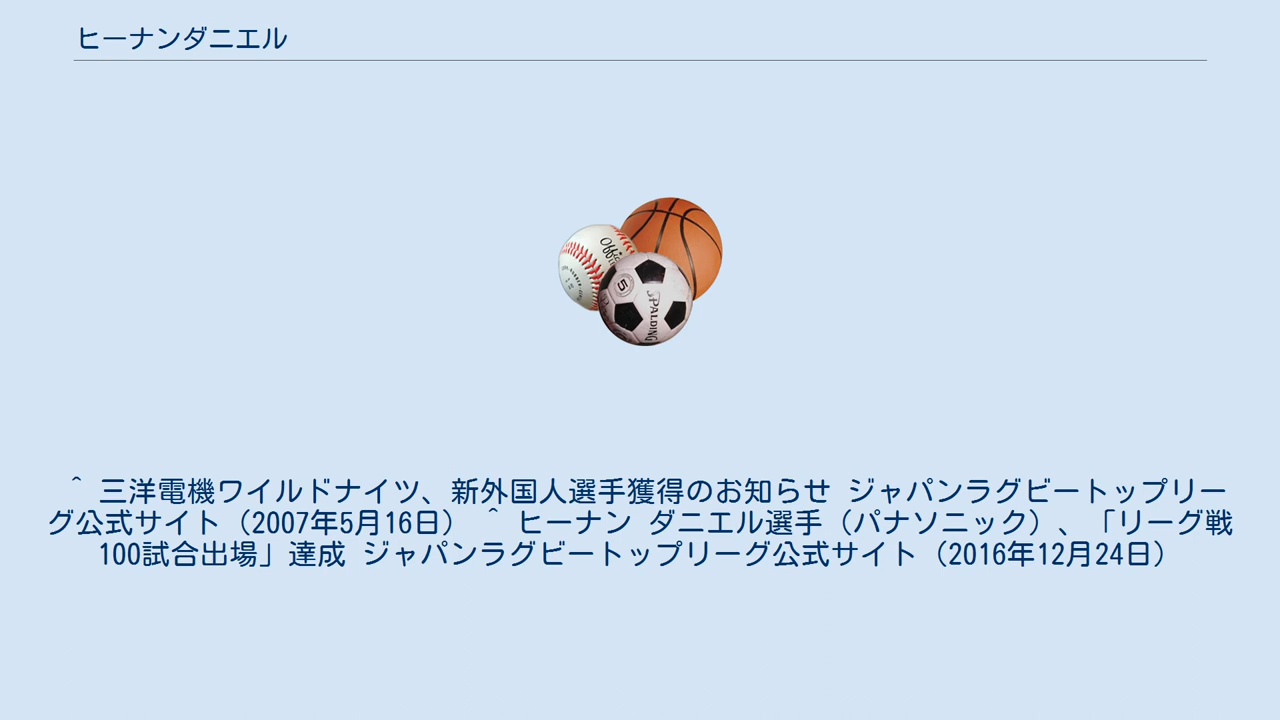 ヒーナンダニエル
Offi
5
SPALDING
^ 三洋電機ワイルドナイツ、新外国人選手獲得のお知らせ ジャパンラグビートップリー
グ公式サイト（2007年5月16日） ^ ヒーナン ダニエル選手（パナソニック）、「リーグ戦
100試合出場」達成 ジャパンラグビートップリーグ公式サイト（2016年12月24日）